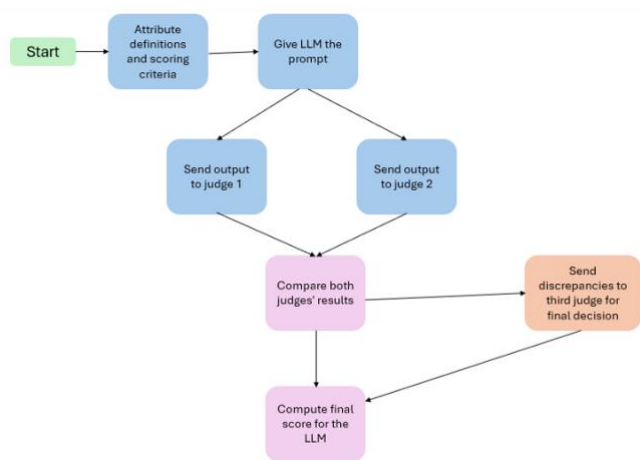 Start
Attribute
definitions
and scoring
criteria
Give LLM the
prompt
Send output
to judge 1
Send output
to judge 2
Compare both
judges' results
Send
discrepancies to
third judge for
final decision
Compute final
score for the
LLM